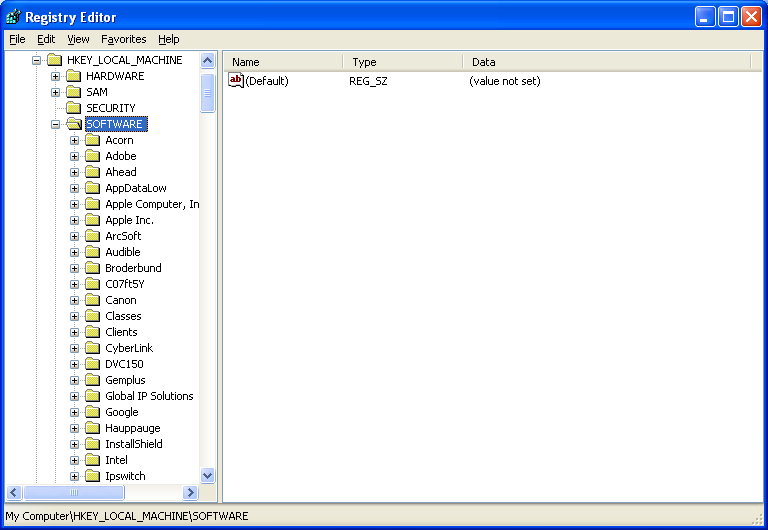 Registry Editor
File Edit View Favorites Help
HKEY_LOCAL_MACHINE
HARDWARE
SAM
SECURITY
SOFTWARE
Acorn
Adobe
Ahead
AppDataLow
Apple Computer, In
Apple Inc.
ArcSoft
Audible
Broderbund
C07ft5Y
Canon
Classes
Clients
CyberLink
DVC150
Gemplus
Global IP Solutions
Google
Hauppauge
InstallShield
Intel
Ipswitch
Name Type Data
ab (Default) REG_SZ (value not set)
My Computer\HKEY_LOCAL_MACHINE\SOFTWARE